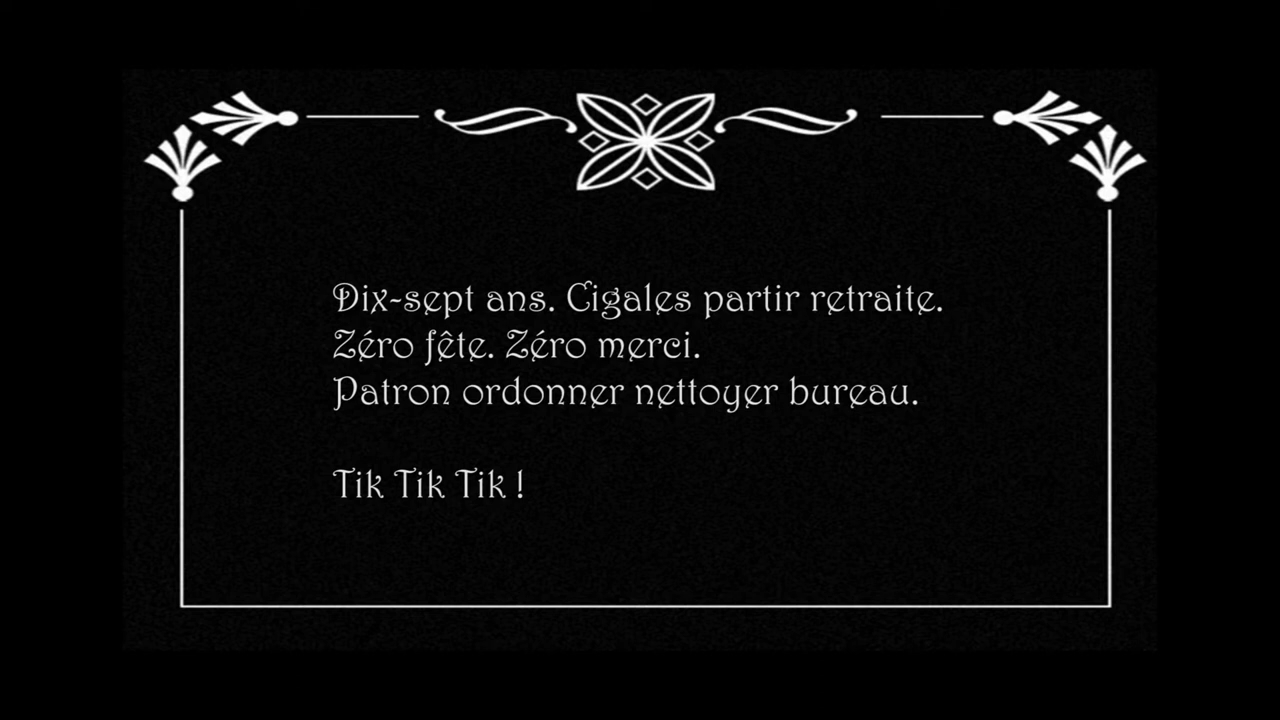 Dix-sept ans. Cigales partir retraite.
Zéro fête. Zéro merci.
Patron ordonner nettoyer bureau.
Tik Tik Tik !